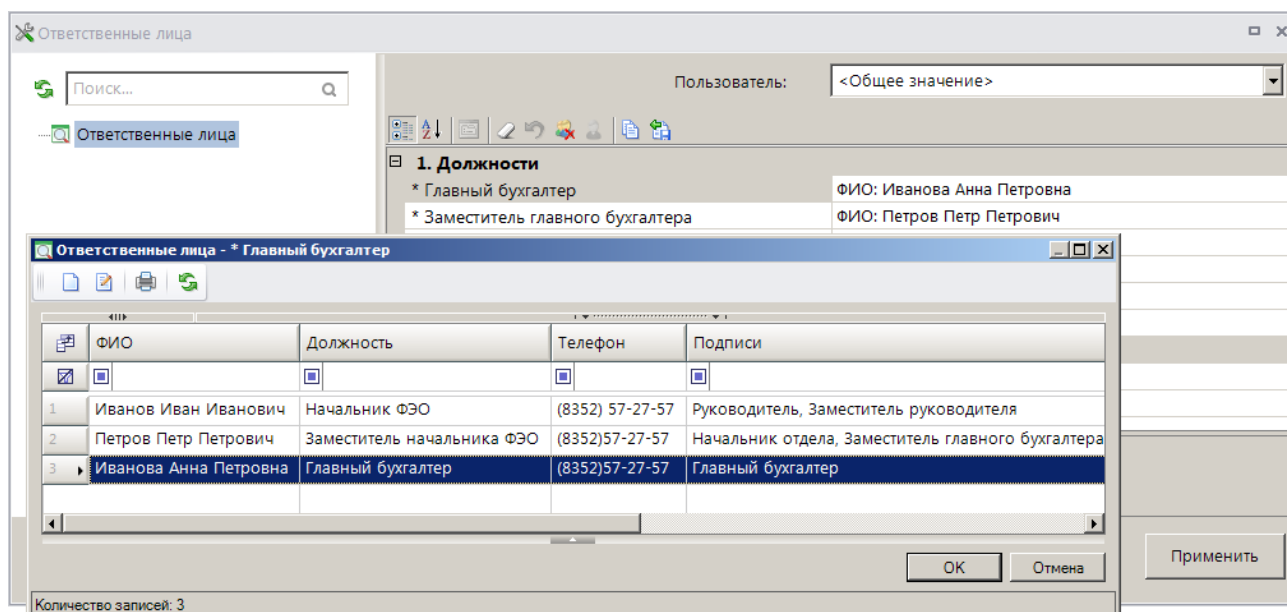 Ответственные лица
Поиск...
Пользователь: <Общее значение>
Ответственные лица
1. Должности
* Главный бухгалтер ФИО: Иванова Анна Петровна
* Заместитель главного бухгалтера ФИО: Петров Петр Петрович
Ответственные лица - * Главный бухгалтер
ФИО Должность Телефон Подписи
1 Иванов Иван Иванович Начальник ФЭО (8352) 57-27-57 Руководитель, Заместитель руководителя
2 Петров Петр Петрович Заместитель начальника ФЭО (8352)57-27-57 Начальник отдела, Заместитель главного бухгалтера
3 Иванова Анна Петровна Главный бухгалтер (8352)57-27-57 Главный бухгалтер
OK Отмена
Применить
Количество записей: 3